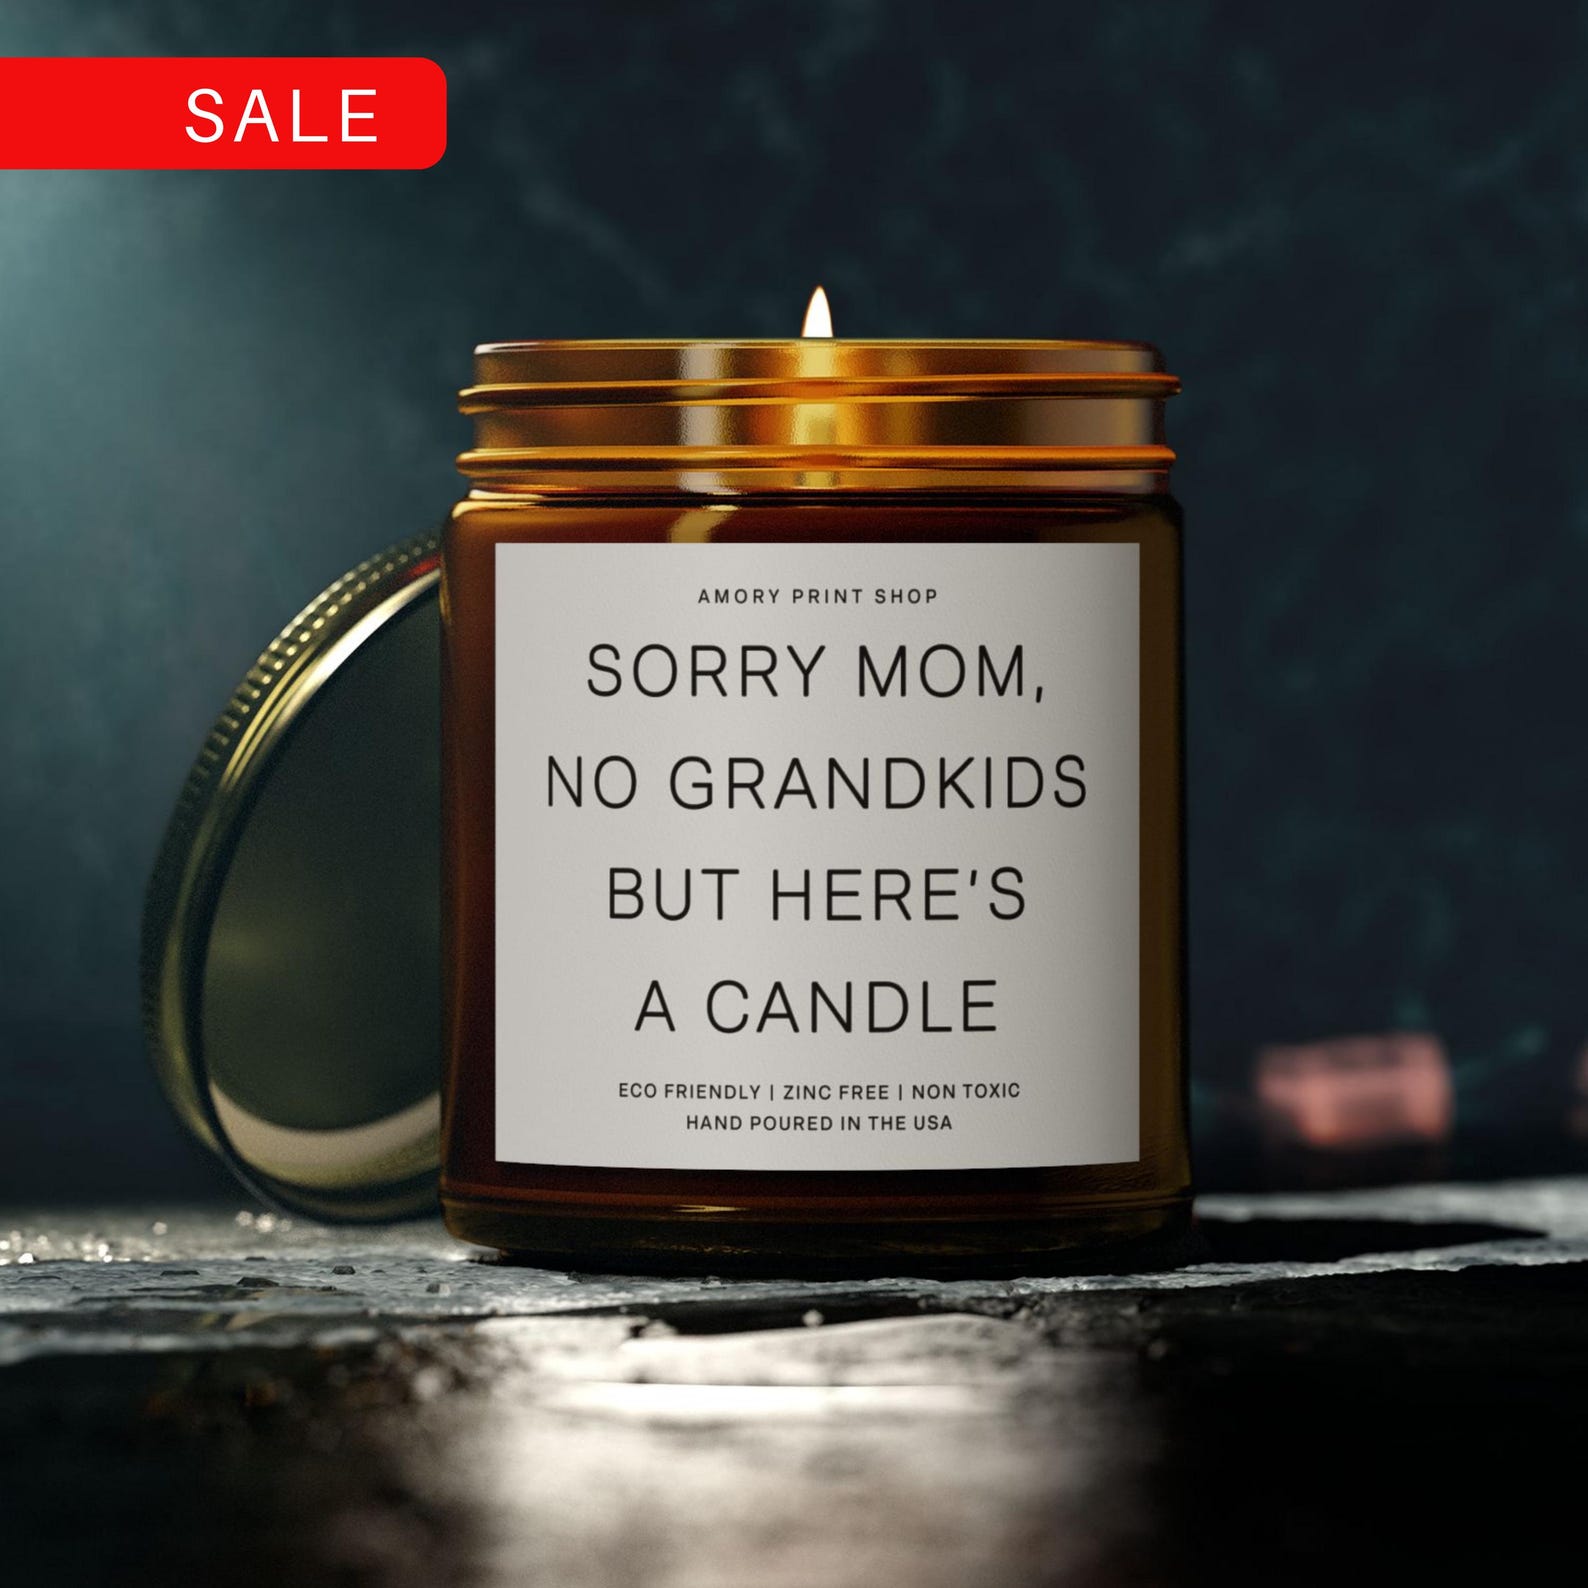 SALE
AMORY PRINT SHOP
SORRY MOM,
NO GRANDKIDS
BUT HERE'S
A CANDLE
ECO FRIENDLY | ZINC FREE | NON TOXIC
HAND POURED IN THE USA